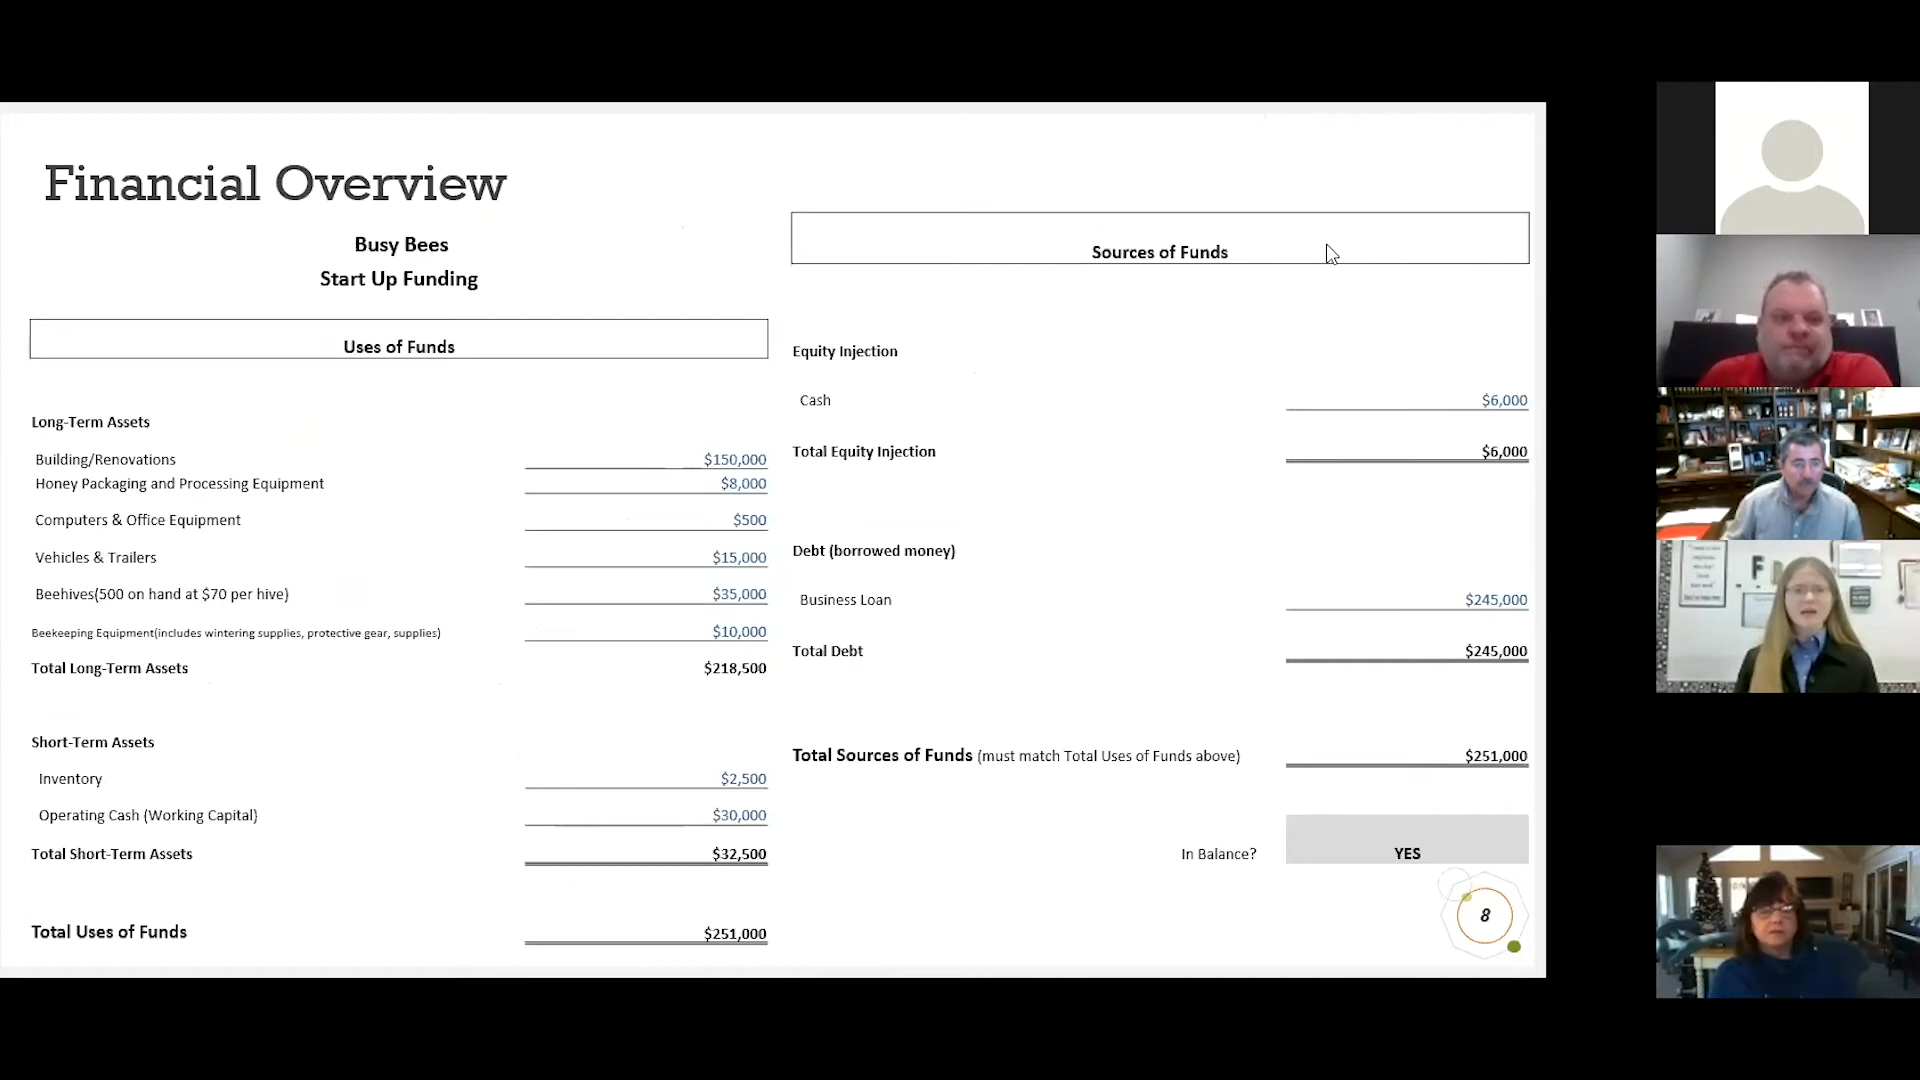 Financial Overview
Busy Bees
Start Up Funding
Uses of Funds
Long-Term Assets
Building/Renovations $150,000
Honey Packaging and Processing Equipment $8,000
Computers & Office Equipment $500
Vehicles & Trailers $15,000
Beehives(500 on hand at $70 per hive) $35,000
Beekeeping Equipment(includes wintering supplies, protective gear, supplies) $10,000
Total Long-Term Assets $218,500
Short-Term Assets
Inventory $2,500
Operating Cash (Working Capital) $30,000
Total Short-Term Assets $32,500
Total Uses of Funds $251,000
Sources of Funds
Equity Injection
Cash $6,000
Total Equity Injection $6,000
Debt (borrowed money)
Business Loan $245,000
Total Debt $245,000
Total Sources of Funds (must match Total Uses of Funds above) $251,000
In Balance? YES
8